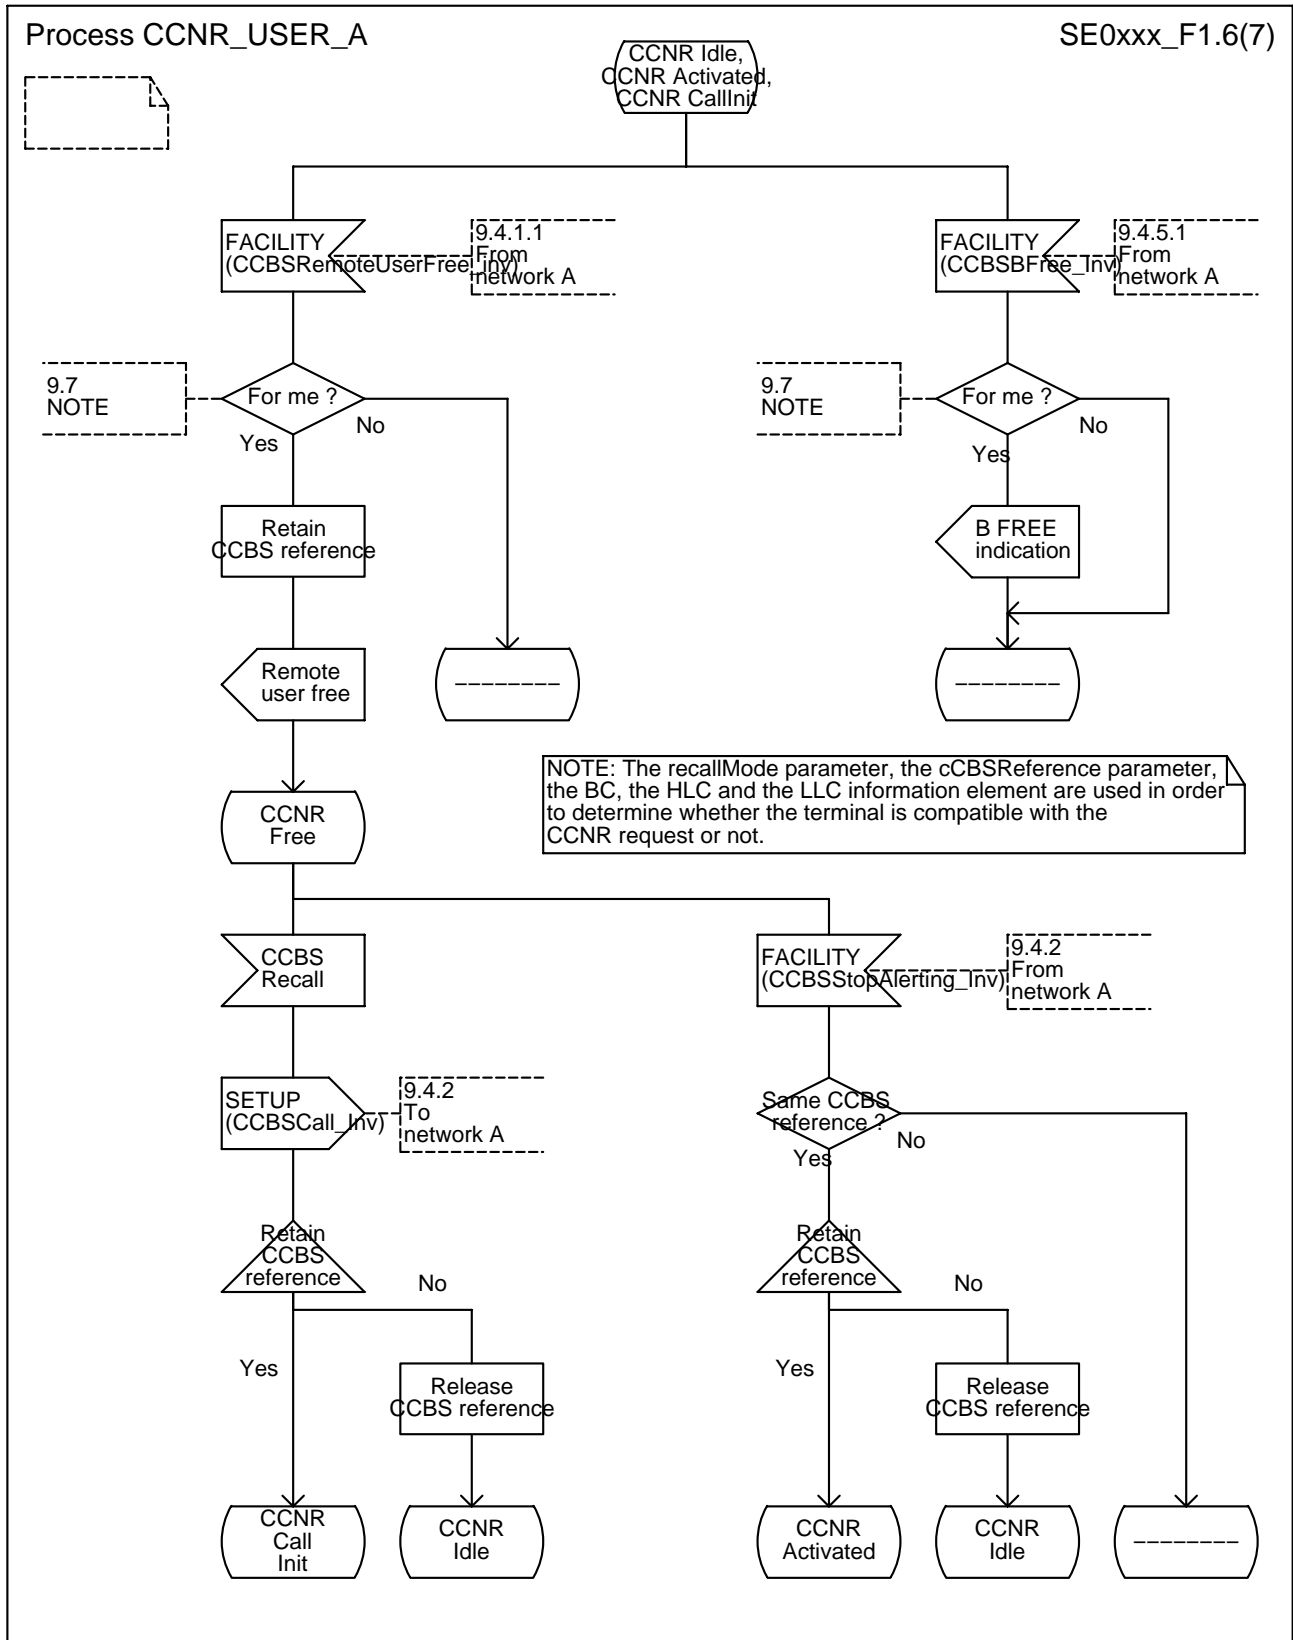 Process CCNR_USER_A
SE0xxx_F1.6(7)
CCNR Idle,
CCNR Activated,
CCNR CallInit
FACILITY
(CCBSRemoteUserFree_inv)
9.4.1.1
From
network A
FACILITY
(CCBSBFree_Inv)
9.4.5.1
From
network A
9.7
NOTE
For me ?
No
Yes
9.7
NOTE
For me ?
No
Yes
Retain
CCBS reference
B FREE
indication
Remote
user free
________
________
NOTE: The recallMode parameter, the cCBSReference parameter,
the BC, the HLC and the LLC information element are used in order
to determine whether the terminal is compatible with the
CCNR request or not.
CCNR
Free
CCBS
Recall
FACILITY
(CCBSStopAlerting_Inv)
9.4.2
From
network A
SETUP
(CCBSCall_Inv)
9.4.2
To
network A
Same CCBS
reference ?
No
Yes
Retain
CCBS
reference
No
Yes
Retain
CCBS
reference
No
Yes
Release
CCBS reference
Release
CCBS reference
CCNR
Call
Init
CCNR
Idle
CCNR
Activated
CCNR
Idle
________